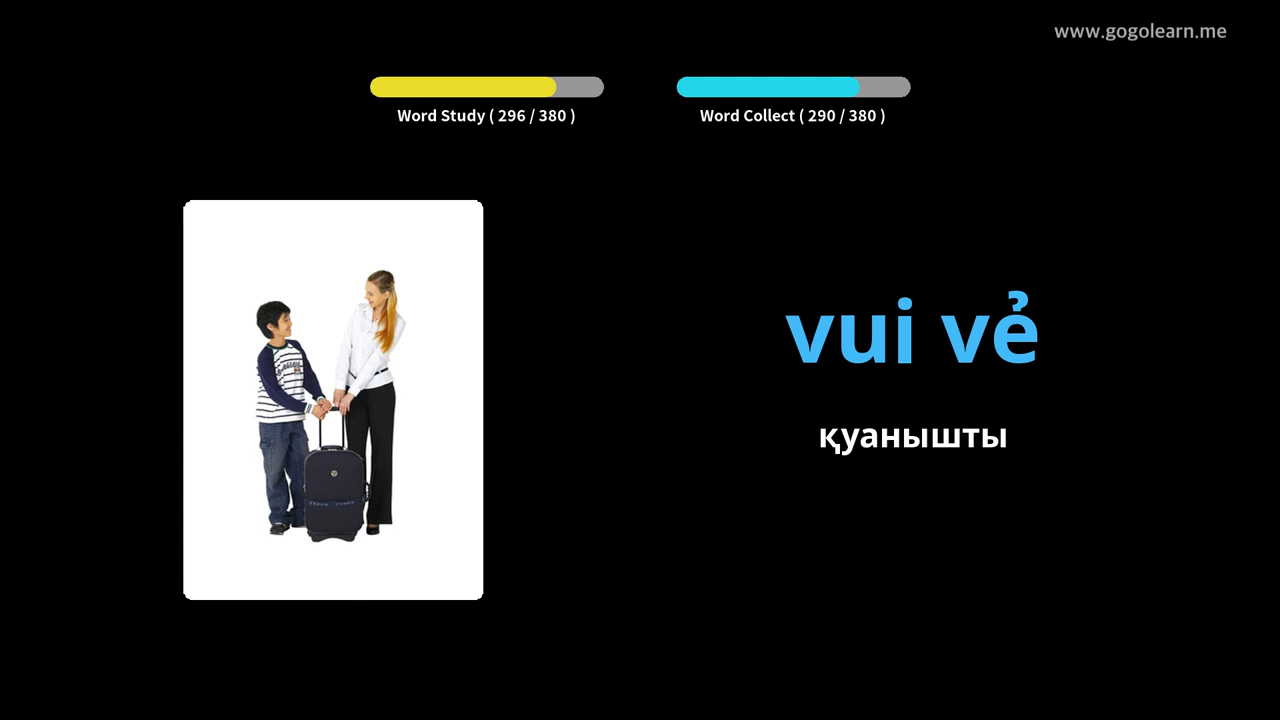 www.gogolearn.me
Word Study ( 296 / 380 )
Word Collect ( 290 / 380 )
vui vẻ
қуанышты